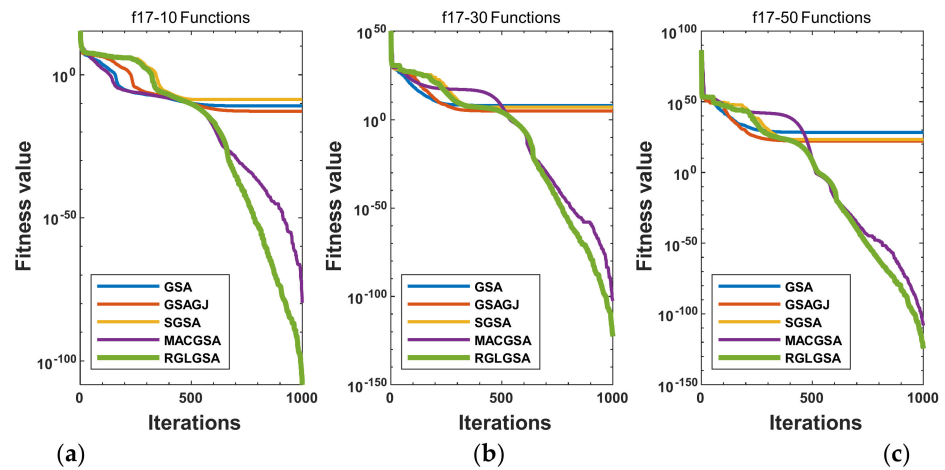 f17-10 Functions
10^0
10^-50
10^-100
Fitness value
GSA
GSAGJ
SGSA
MACGSA
RGLGSA
0
500
1000
Iterations
(a)
f17-30 Functions
10^50
10^0
10^-50
10^-100
10^-150
Fitness value
GSA
GSAGJ
SGSA
MACGSA
RGLGSA
0
500
1000
Iterations
(b)
f17-50 Functions
10^100
10^50
10^0
10^-50
10^-100
10^-150
Fitness value
GSA
GSAGJ
SGSA
MACGSA
RGLGSA
0
500
1000
Iterations
(c)